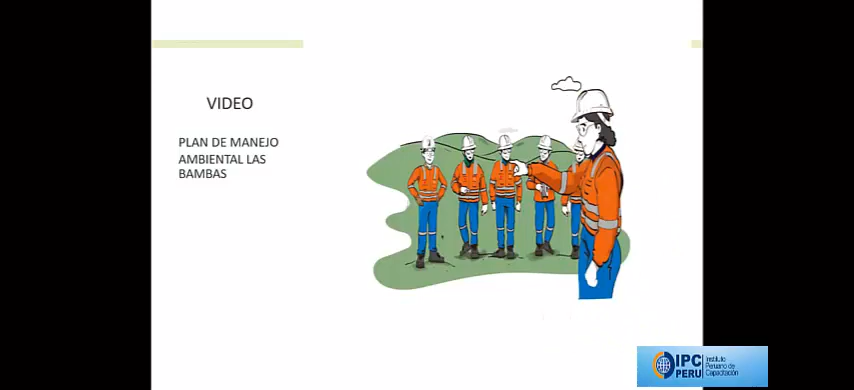 VIDEO
PLAN DE MANEJO
AMBIENTAL LAS
BAMBAS
IPC
PERU
Instituto
Peruano de
Capacitación